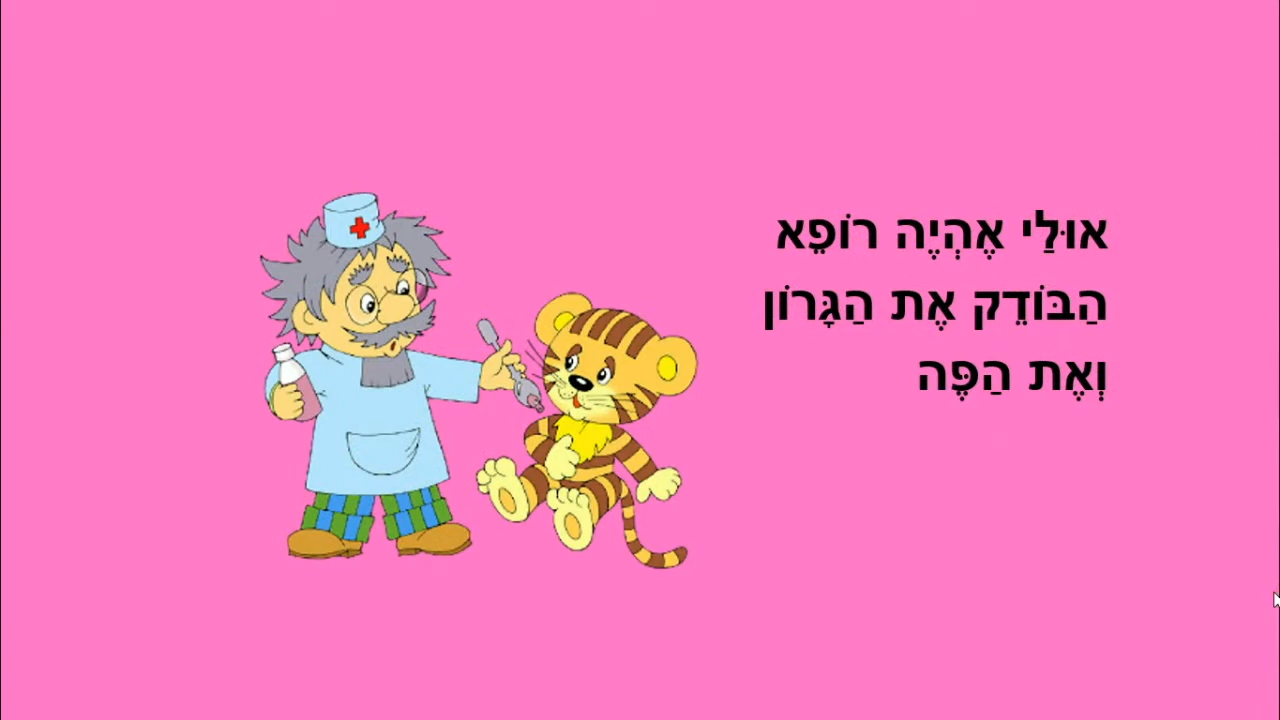 אוּלַי אֶהְיֶה רוֹפֵא
הַבּוֹדֵק אֶת הַגָּרוֹן
וְאֶת הַפֶּה